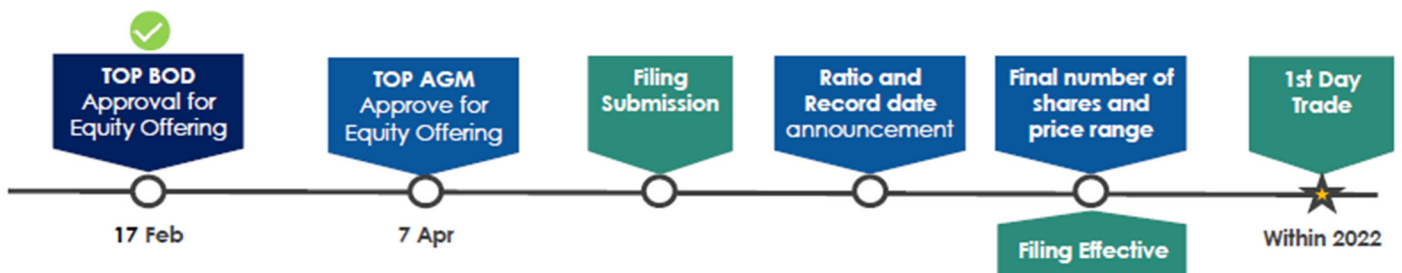 TOP BOD
Approval for
Equity Offering
TOP AGM
Approve for
Equity Offering
Filing
Submission
Ratio and
Record date
announcement
Final number of
shares and
price range
1st Day
Trade
17 Feb
7 Apr
Filing Effective
Within 2022